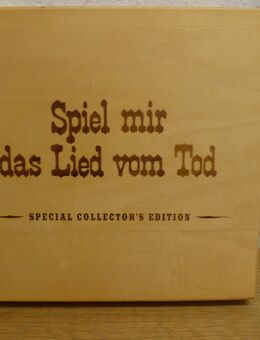 Spiel mir
das Lied vom Tod
SPECIAL COLLECTOR'S EDITION